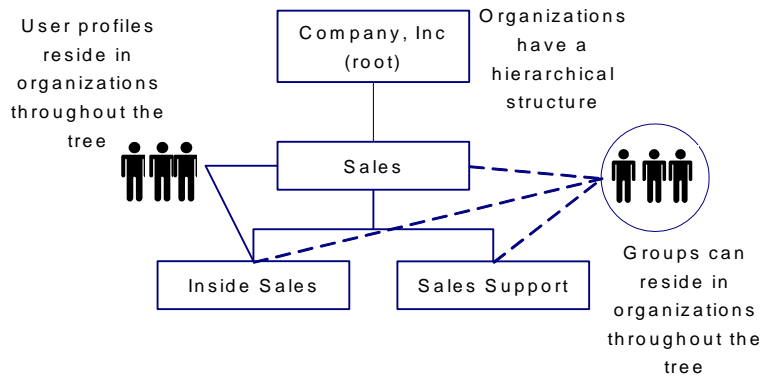 User profiles
reside in
organizations
throughout the
tree
Company, Inc
(root)
Organizations
have a
hierarchical
structure
Sales
Inside Sales
Sales Support
Groups can
reside in
organizations
throughout the
tree